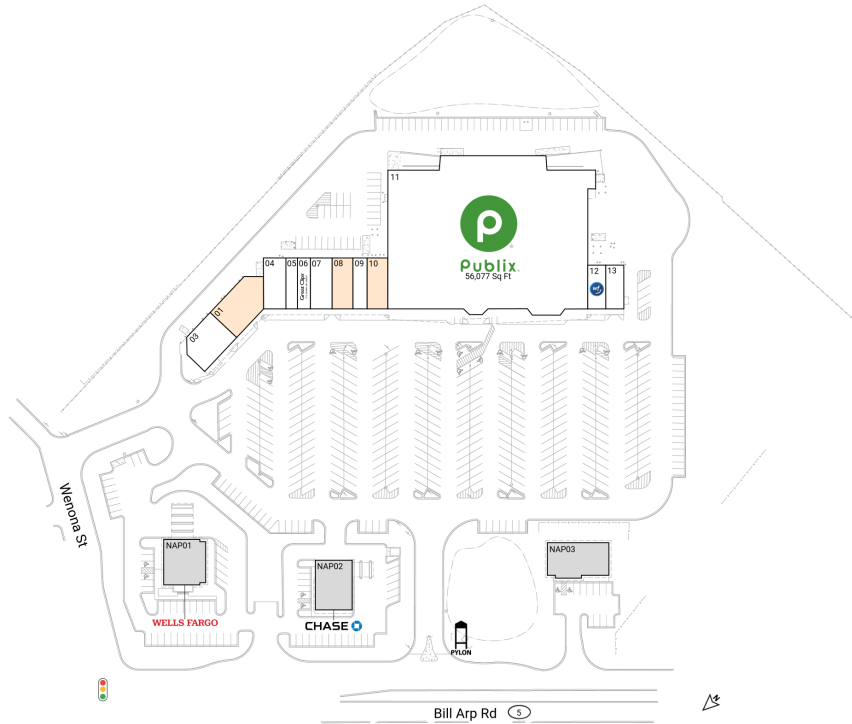 11
Publix.
56,077 Sq Ft
04
05
06
07
08
09
10
Great Clips
12
13
01
03
Wenona St
NAP01
NAP02
NAP03
WELLS FARGO
CHASE
PYLON
Bill Arp Rd
5